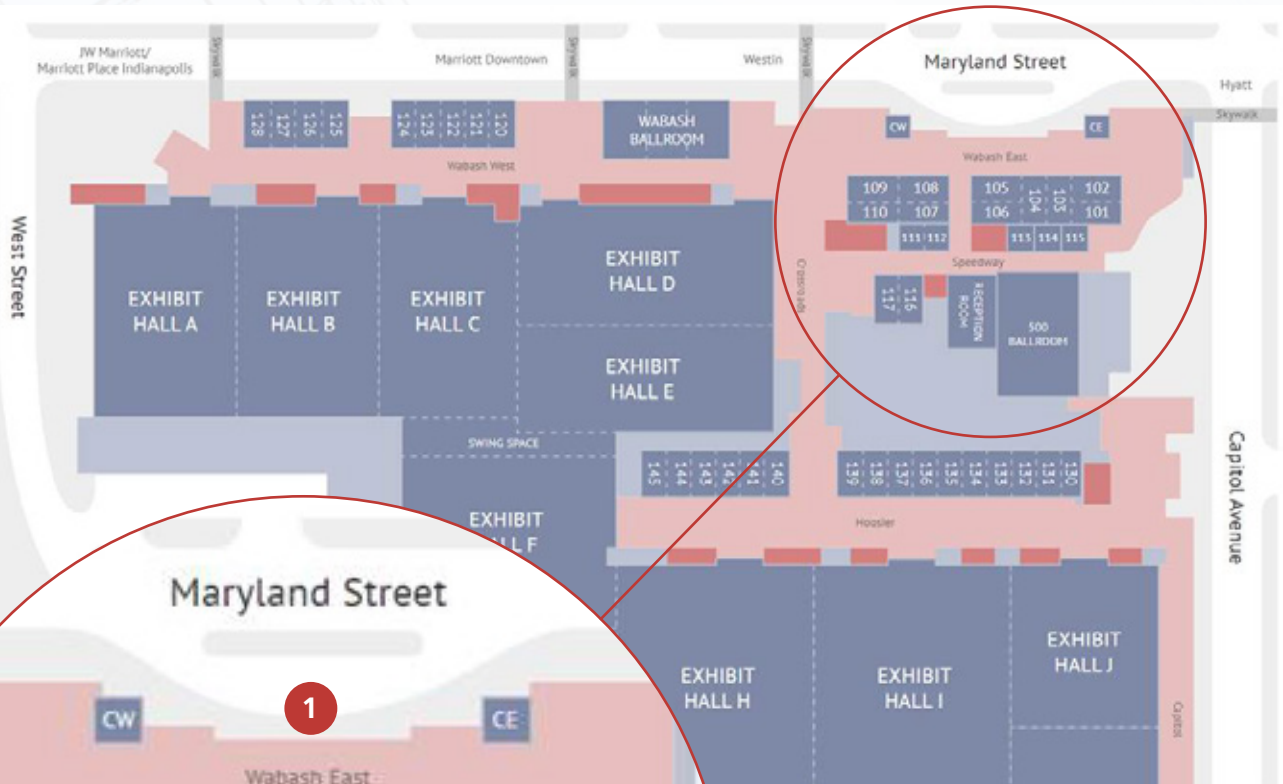 JW Marriott/
Marriott Place Indianapolis
Skywalk
Marriott Downtown
Skywalk
Westin
Skywalk
Maryland Street
Hyatt
Skywalk
128
127
126
125
124
123
122
121
120
WABASH
BALLROOM
CW
CE
Wabash West
Wabash East
109
108
105
104
103
102
110
107
106
101
111
112
113
114
115
West Street
Crossroads
Speedway
EXHIBIT
HALL A
EXHIBIT
HALL B
EXHIBIT
HALL C
EXHIBIT
HALL D
EXHIBIT
HALL E
117
116
RECEPTION
ROOM
500
BALLROOM
SWING SPACE
145
144
143
142
141
140
139
138
137
136
135
134
133
132
131
130
Capitol Avenue
Hoosier
EXHIBIT
LL F
EXHIBIT
HALL H
EXHIBIT
HALL I
EXHIBIT
HALL J
Capitol
Maryland Street
CW
1
CE
Wabash East